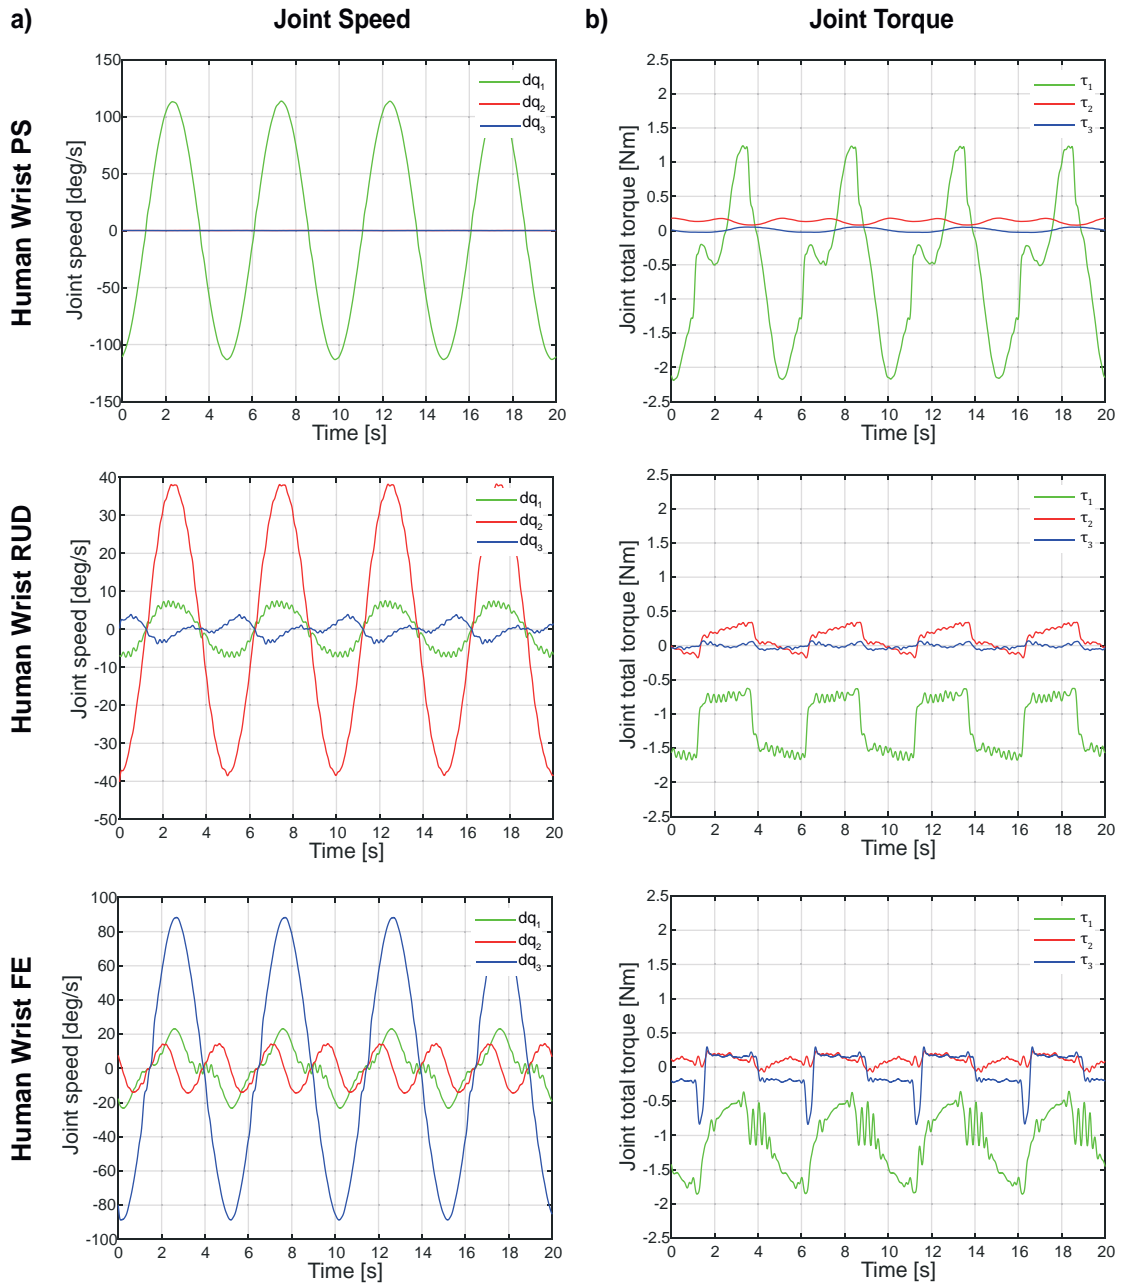 a) Joint Speed b) Joint Torque
Human Wrist PS
Joint speed [deg/s]
150
100
50
0
-50
-100
-150
0 2 4 6 8 10 12 14 16 18 20
Time [s]
dq1
dq2
dq3
Joint total torque [Nm]
2.5
2
1.5
1
0.5
0
-0.5
-1
-1.5
-2
-2.5
0 2 4 6 8 10 12 14 16 18 20
Time [s]
τ1
τ2
τ3
Human Wrist RUD
Joint speed [deg/s]
40
30
20
10
0
-10
-20
-30
-40
-50
0 2 4 6 8 10 12 14 16 18 20
Time [s]
dq1
dq2
dq3
Joint total torque [Nm]
2.5
2
1.5
1
0.5
0
-0.5
-1
-1.5
-2
-2.5
0 2 4 6 8 10 12 14 16 18 20
Time [s]
τ1
τ2
τ3
Human Wrist FE
Joint speed [deg/s]
100
80
60
40
20
0
-20
-40
-60
-80
-100
0 2 4 6 8 10 12 14 16 18 20
Time [s]
dq1
dq2
dq3
Joint total torque [Nm]
2.5
2
1.5
1
0.5
0
-0.5
-1
-1.5
-2
-2.5
0 2 4 6 8 10 12 14 16 18 20
Time [s]
τ1
τ2
τ3